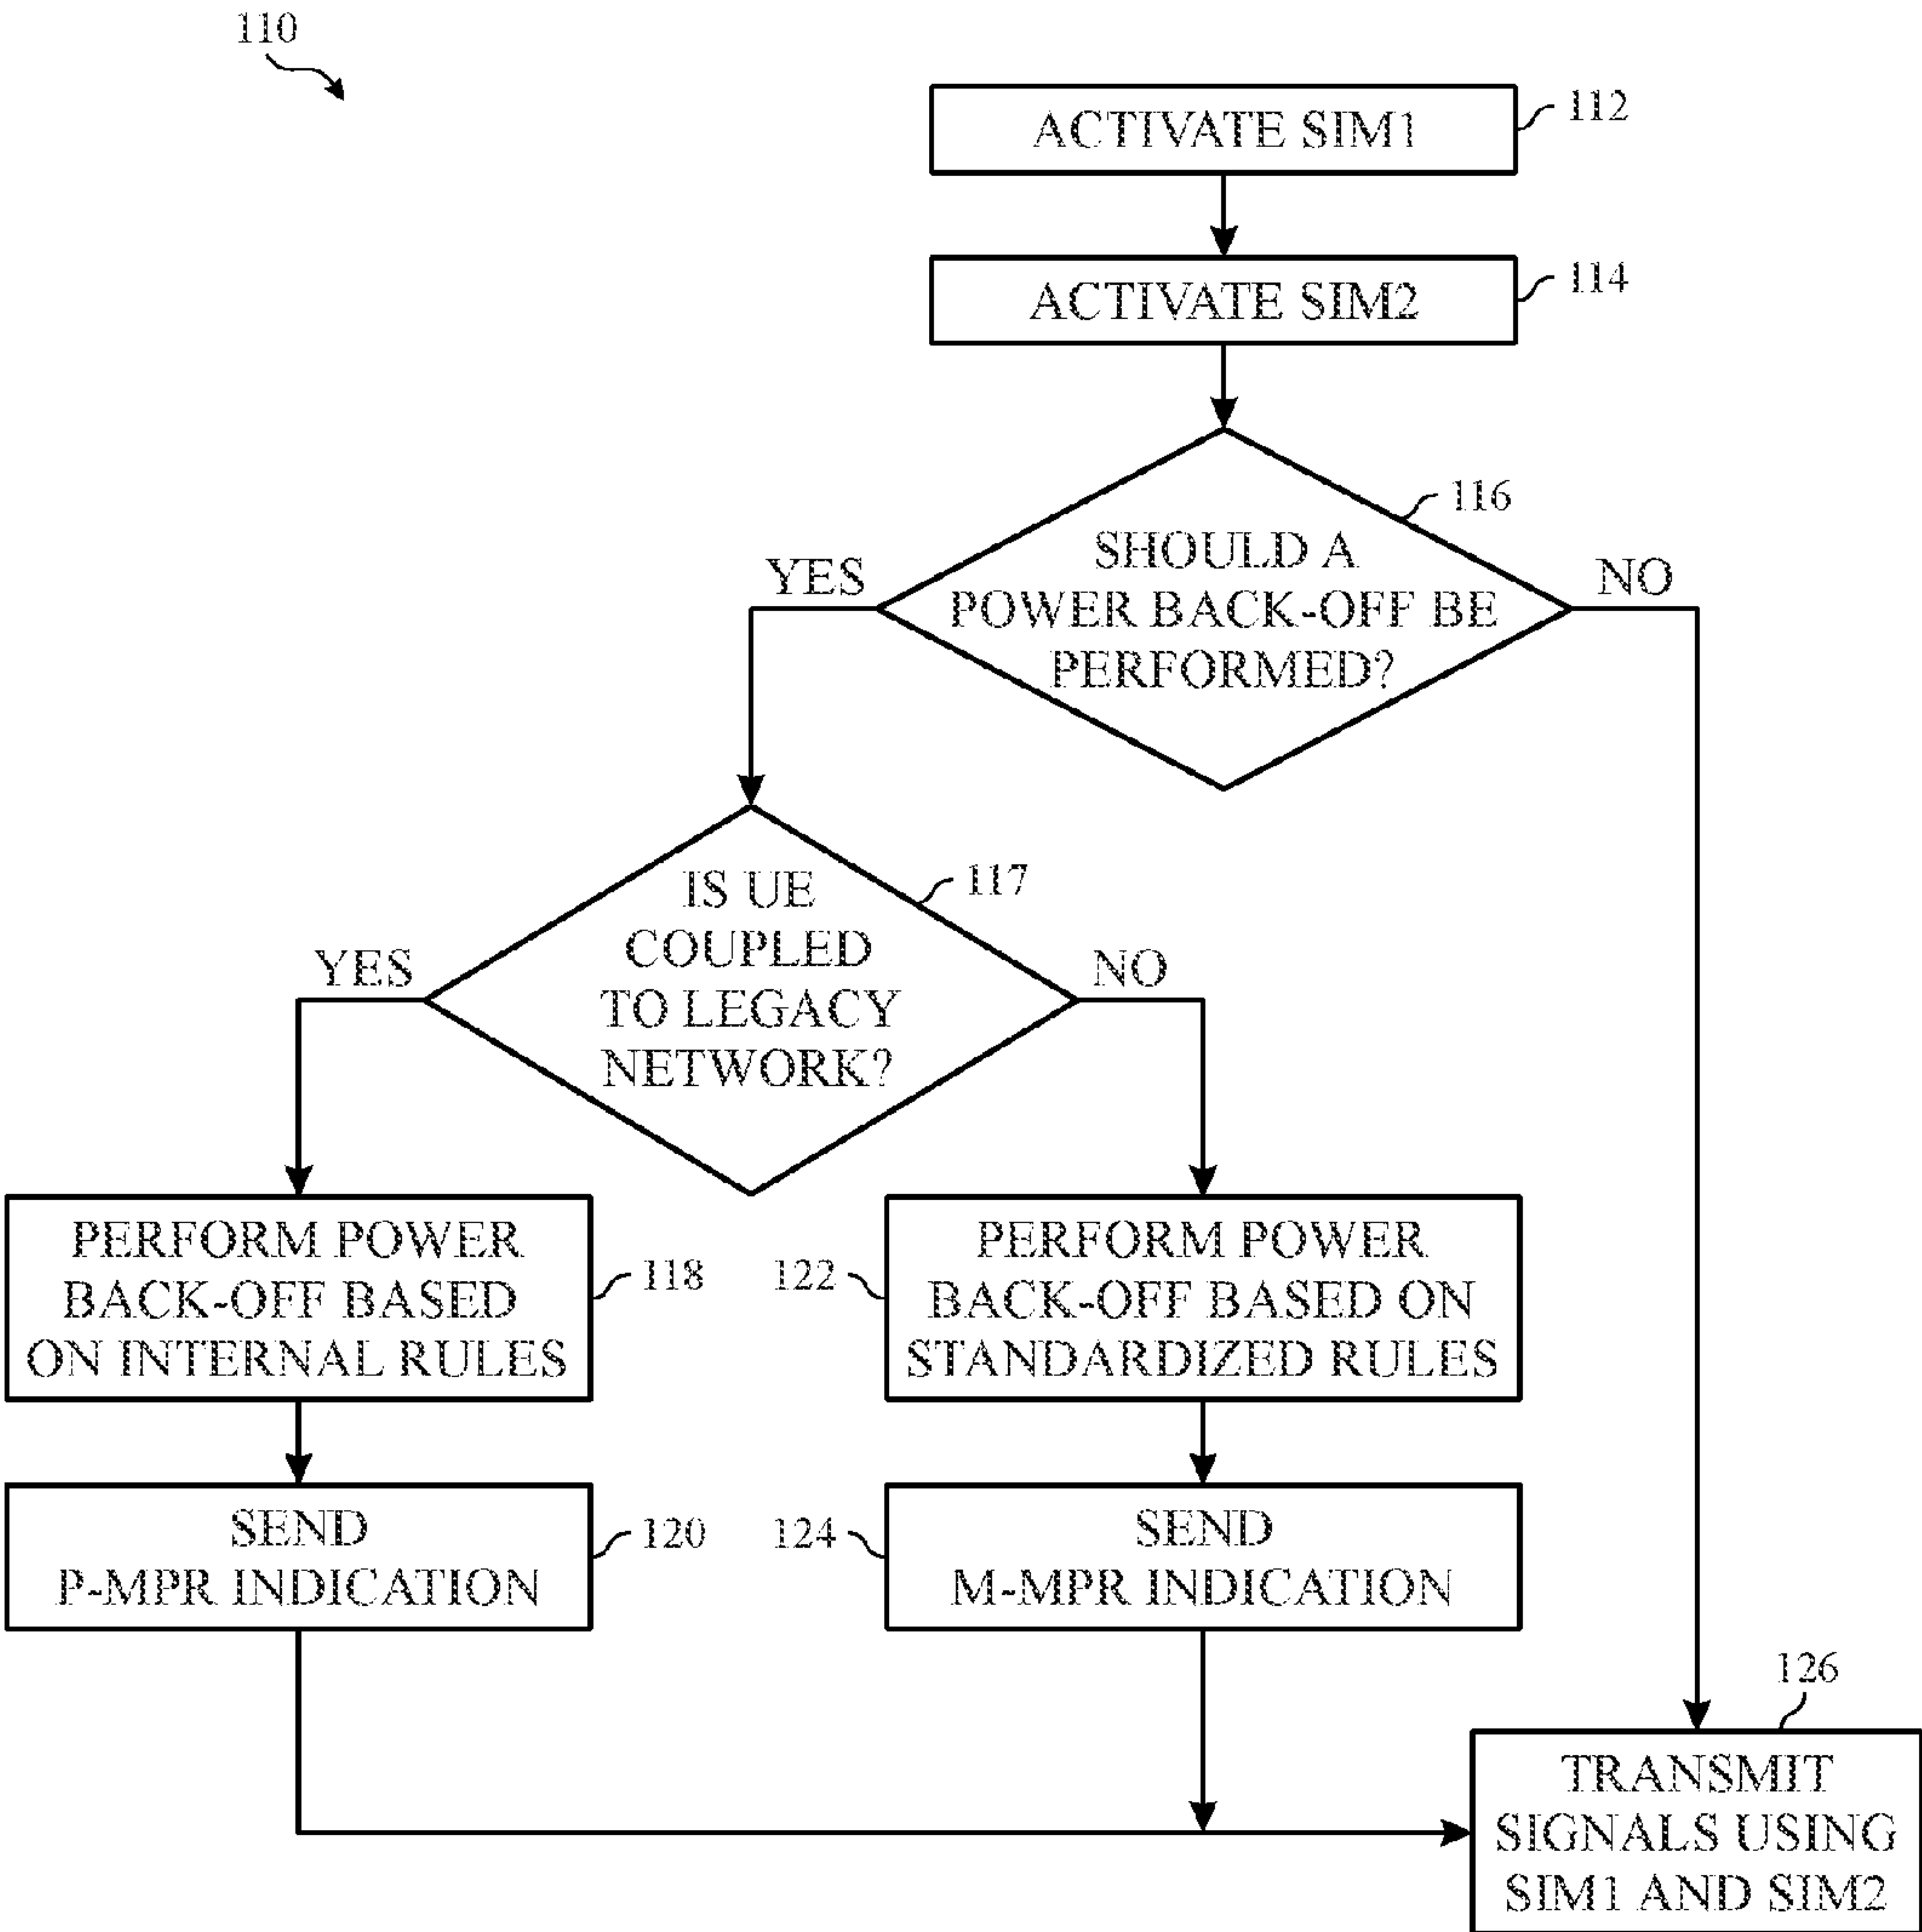 110
ACTIVATE SIM1
112
ACTIVATE SIM2
114
116
SHOULD A
POWER BACK-OFF BE
PERFORMED?
YES
NO
117
IS UE
COUPLED
TO LEGACY
NETWORK?
YES
NO
PERFORM POWER
BACK-OFF BASED
ON INTERNAL RULES
118
122
PERFORM POWER
BACK-OFF BASED ON
STANDARDIZED RULES
SEND
P-MPR INDICATION
120
124
SEND
M-MPR INDICATION
126
TRANSMIT
SIGNALS USING
SIM1 AND SIM2